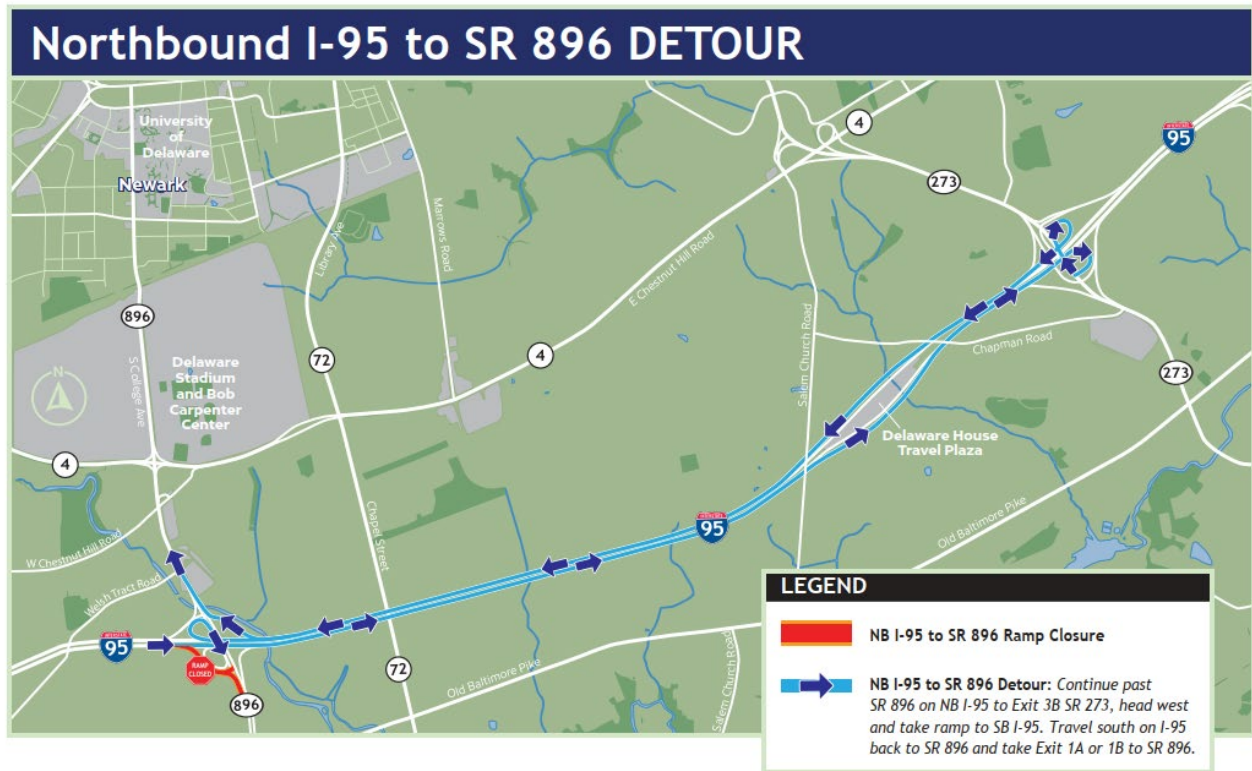 Northbound I-95 to SR 896 DETOUR
University
of
Delaware
Newark
Library Ave
Marrows Road
4
273
95
E Chestnut Hill Road
896
S College Ave
N
Delaware
Stadium
and Bob
Carpenter
Center
72
4
Salem Church Road
Chapman Road
273
Delaware House
Travel Plaza
4
W Chestnut Hill Road
Welsh Tract Road
Chapel Street
95
Old Baltimore Pike
95
RAMP
CLOSED
896
72
Old Baltimore Pike
Salem Church Road
LEGEND
NB I-95 to SR 896 Ramp Closure
NB I-95 to SR 896 Detour: Continue past
SR 896 on NB I-95 to Exit 3B SR 273, head west
and take ramp to SB I-95. Travel south on I-95
back to SR 896 and take Exit 1A or 1B to SR 896.